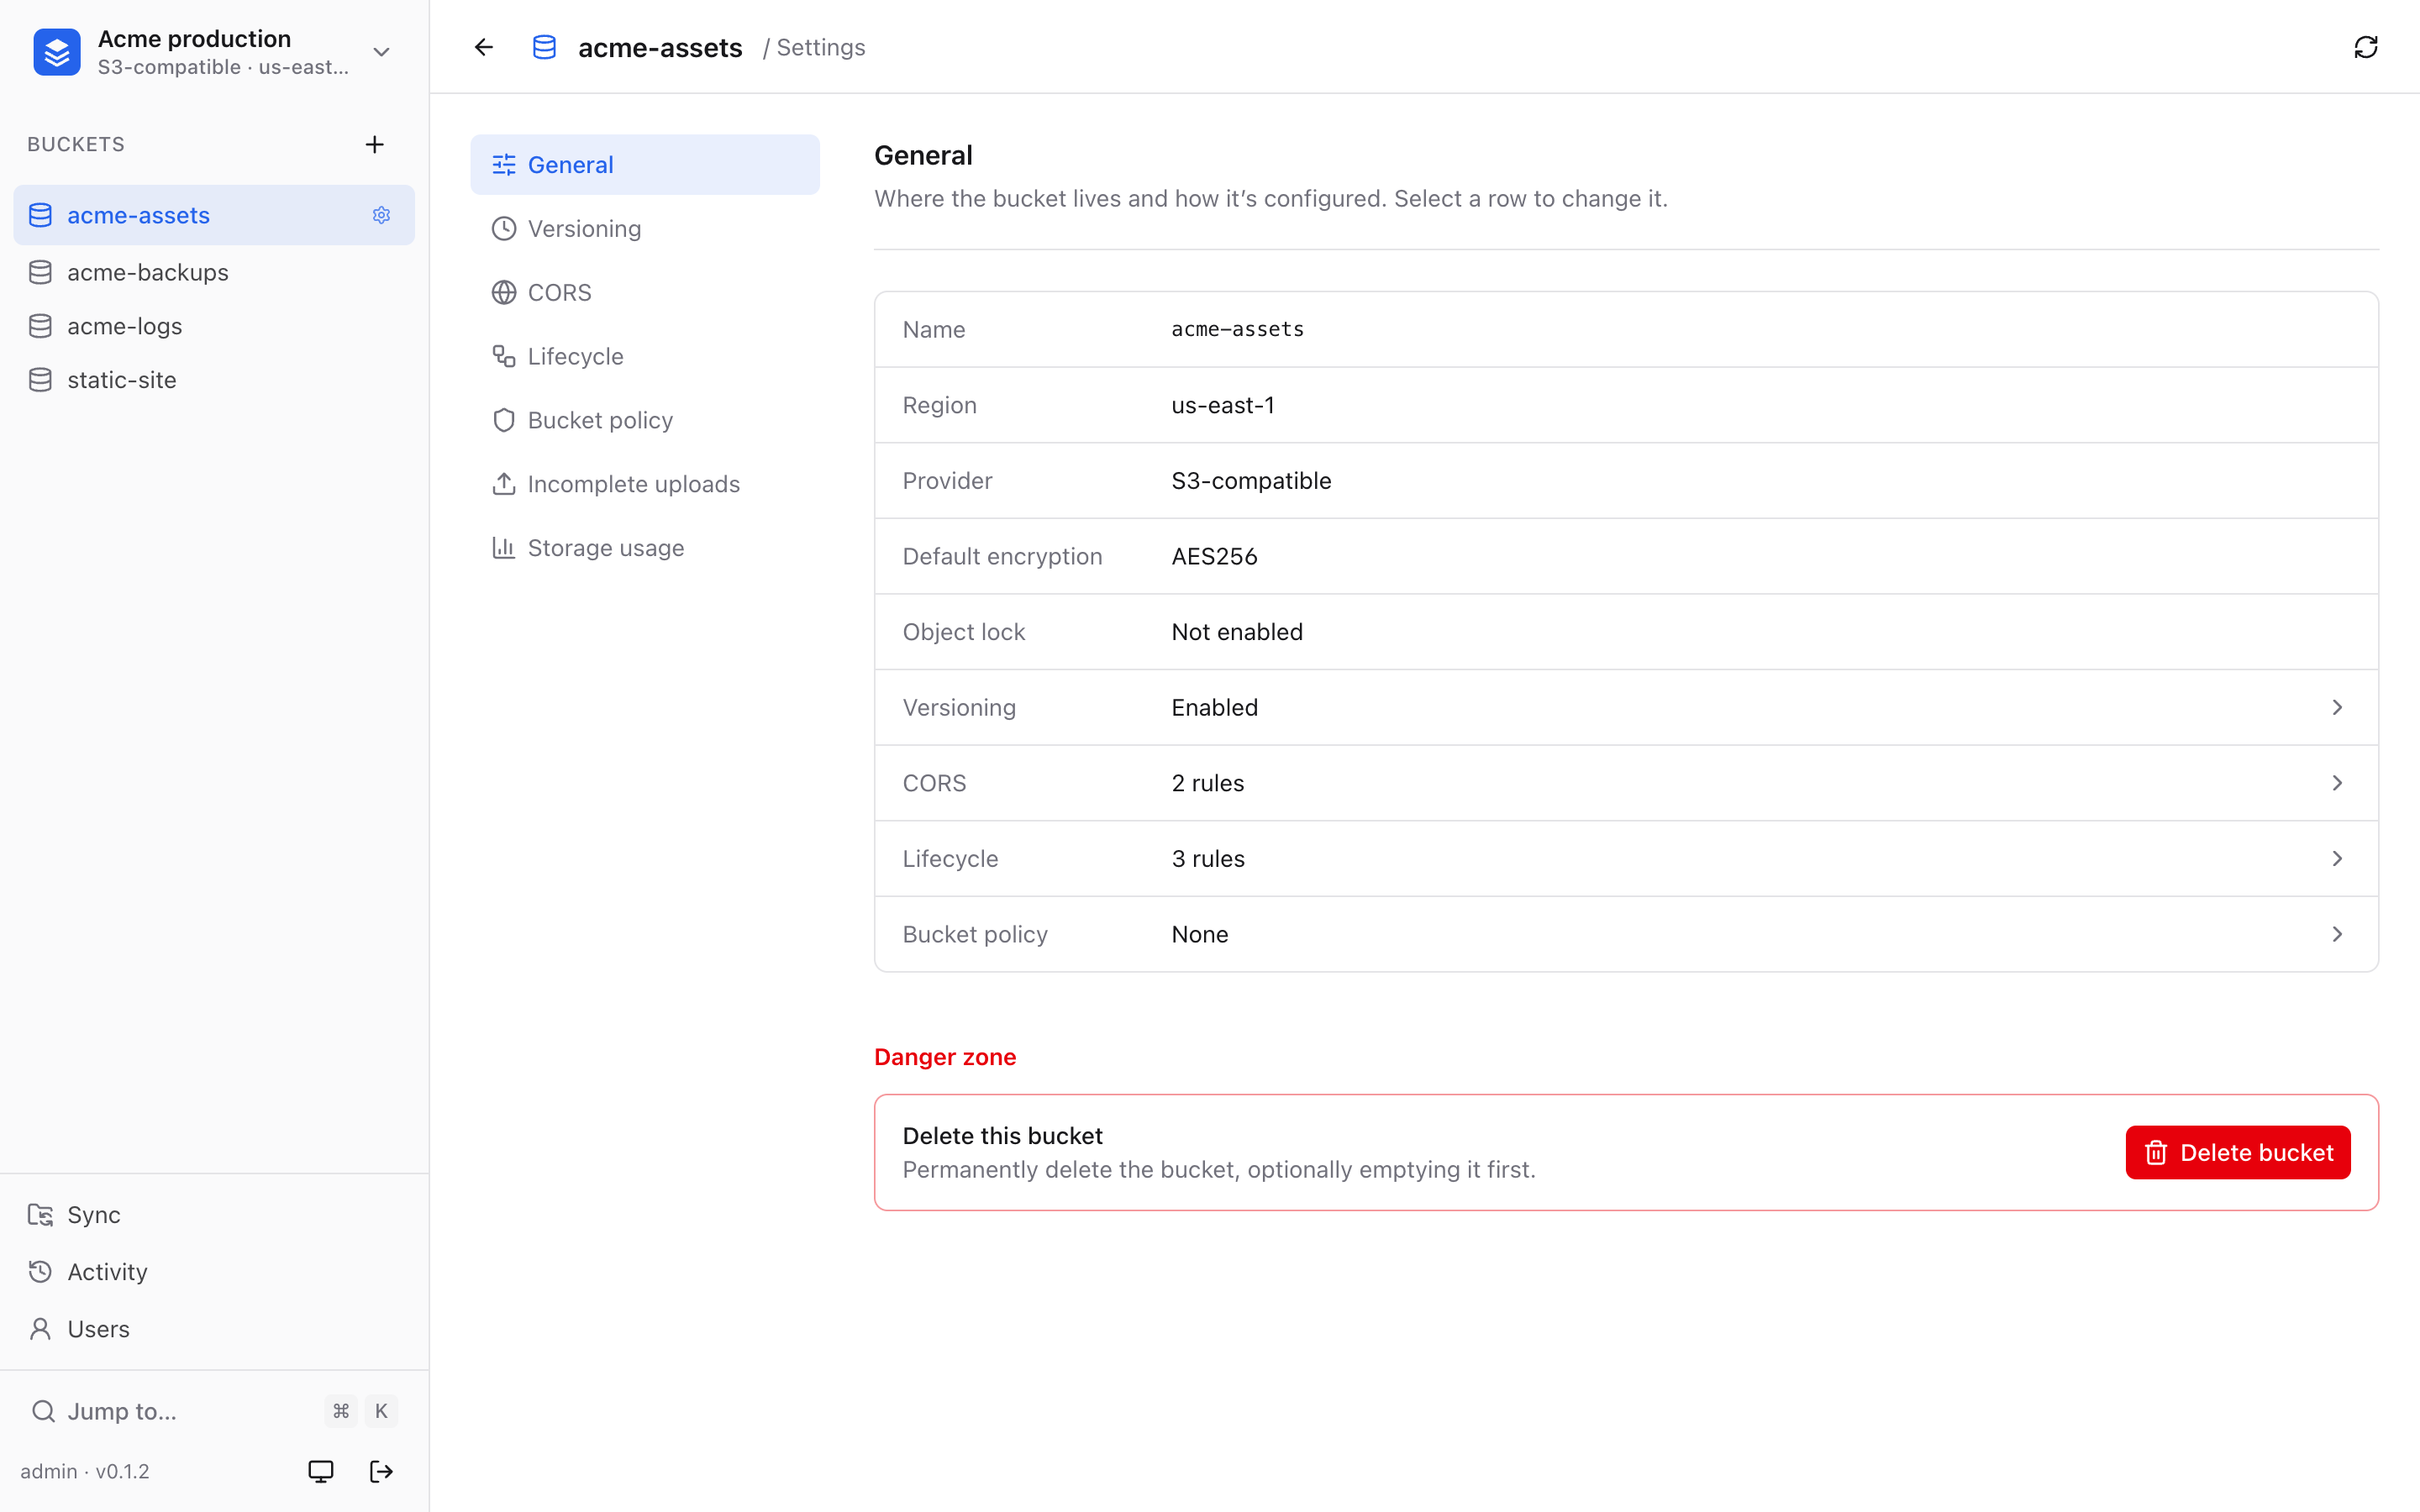 Acme production
S3-compatible · us-east...
BUCKETS
acme-assets
acme-backups
acme-logs
static-site
Sync
Activity
Users
Jump to...
⌘ K
admin · v0.1.2
acme-assets / Settings
General
Versioning
CORS
Lifecycle
Bucket policy
Incomplete uploads
Storage usage
General
Where the bucket lives and how it’s configured. Select a row to change it.
Name acme-assets
Region us-east-1
Provider S3-compatible
Default encryption AES256
Object lock Not enabled
Versioning Enabled
CORS 2 rules
Lifecycle 3 rules
Bucket policy None
Danger zone
Delete this bucket
Permanently delete the bucket, optionally emptying it first.
Delete bucket